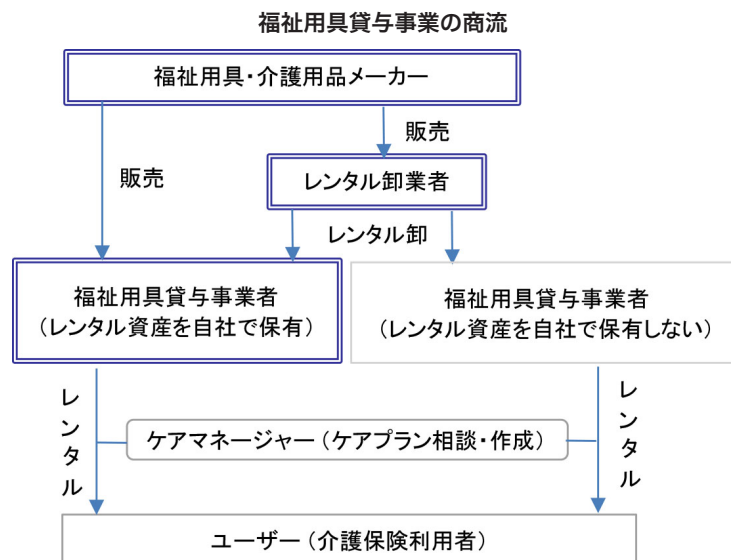 福祉用具貸与事業の商流
福祉用具・介護用品メーカー
販売
販売
レンタル卸業者
レンタル卸
福祉用具貸与事業者
（レンタル資産を自社で保有）
福祉用具貸与事業者
（レンタル資産を自社で保有しない）
レンタル
レンタル
ケアマネージャー（ケアプラン相談・作成）
ユーザー（介護保険利用者）